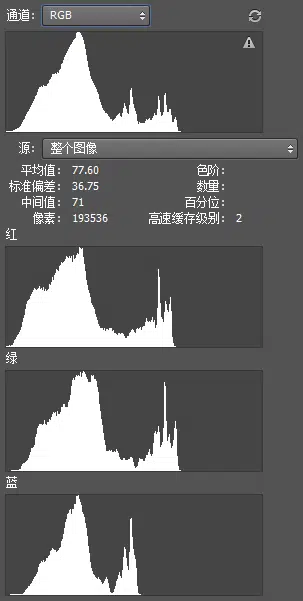 通道: RGB
源: 整个图像
平均值: 77.60 色阶:
标准偏差: 36.75 数量:
中间值: 71 百分位:
像素: 193536 高速缓存级别: 2
红
绿
蓝